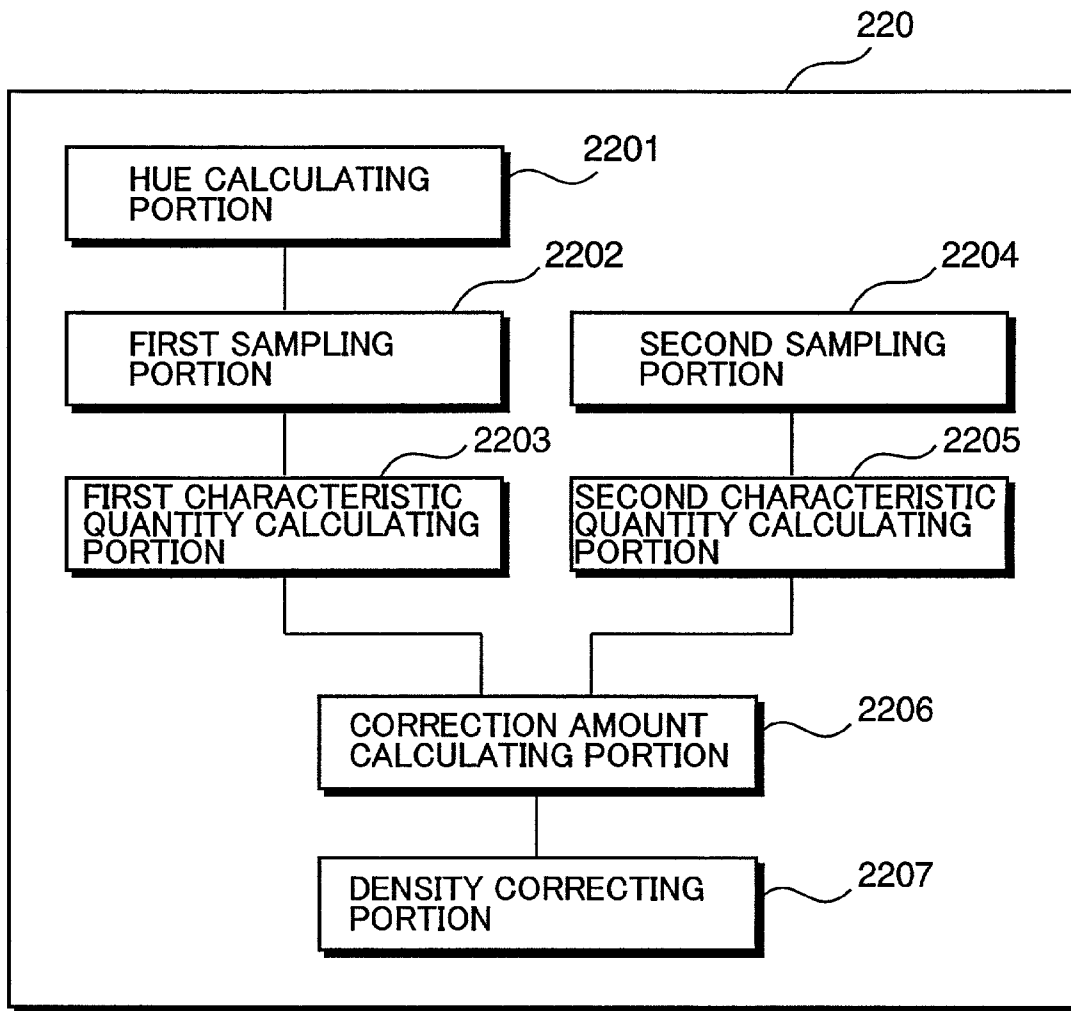 220
HUE CALCULATING
PORTION
2201
FIRST SAMPLING
PORTION
2202
SECOND SAMPLING
PORTION
2204
FIRST CHARACTERISTIC
QUANTITY CALCULATING
PORTION
2203
SECOND CHARACTERISTIC
QUANTITY CALCULATING
PORTION
2205
CORRECTION AMOUNT
CALCULATING PORTION
2206
DENSITY CORRECTING
PORTION
2207